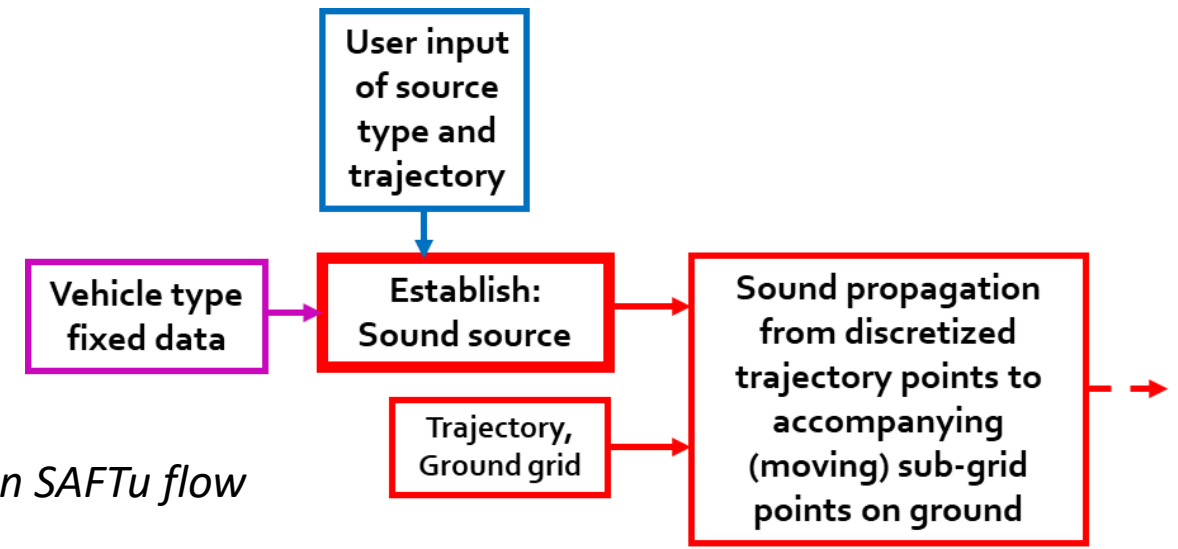 User input
of source
type and
trajectory
Vehicle type
fixed data
Establish:
Sound source
Sound propagation
from discretized
trajectory points to
accompanying
(moving) sub-grid
points on ground
Trajectory,
Ground grid
n SAFTu flow